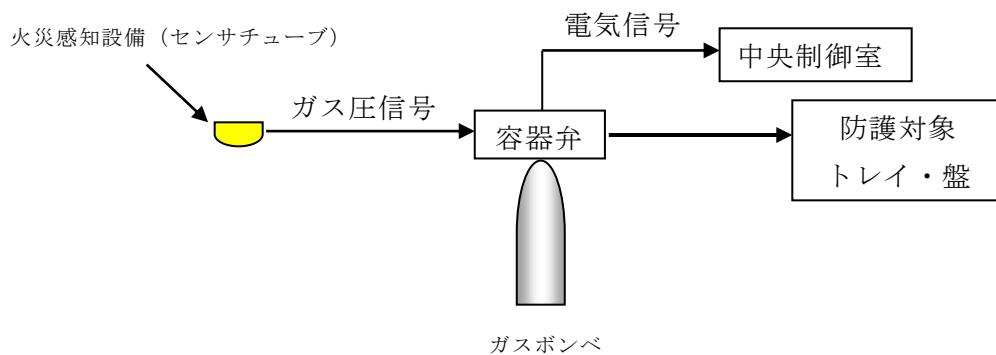 電気信号
火災感知設備（センサチューブ）
中央制御室
ガス圧信号
容器弁
防護対象
トレイ・盤
ガスボンベ